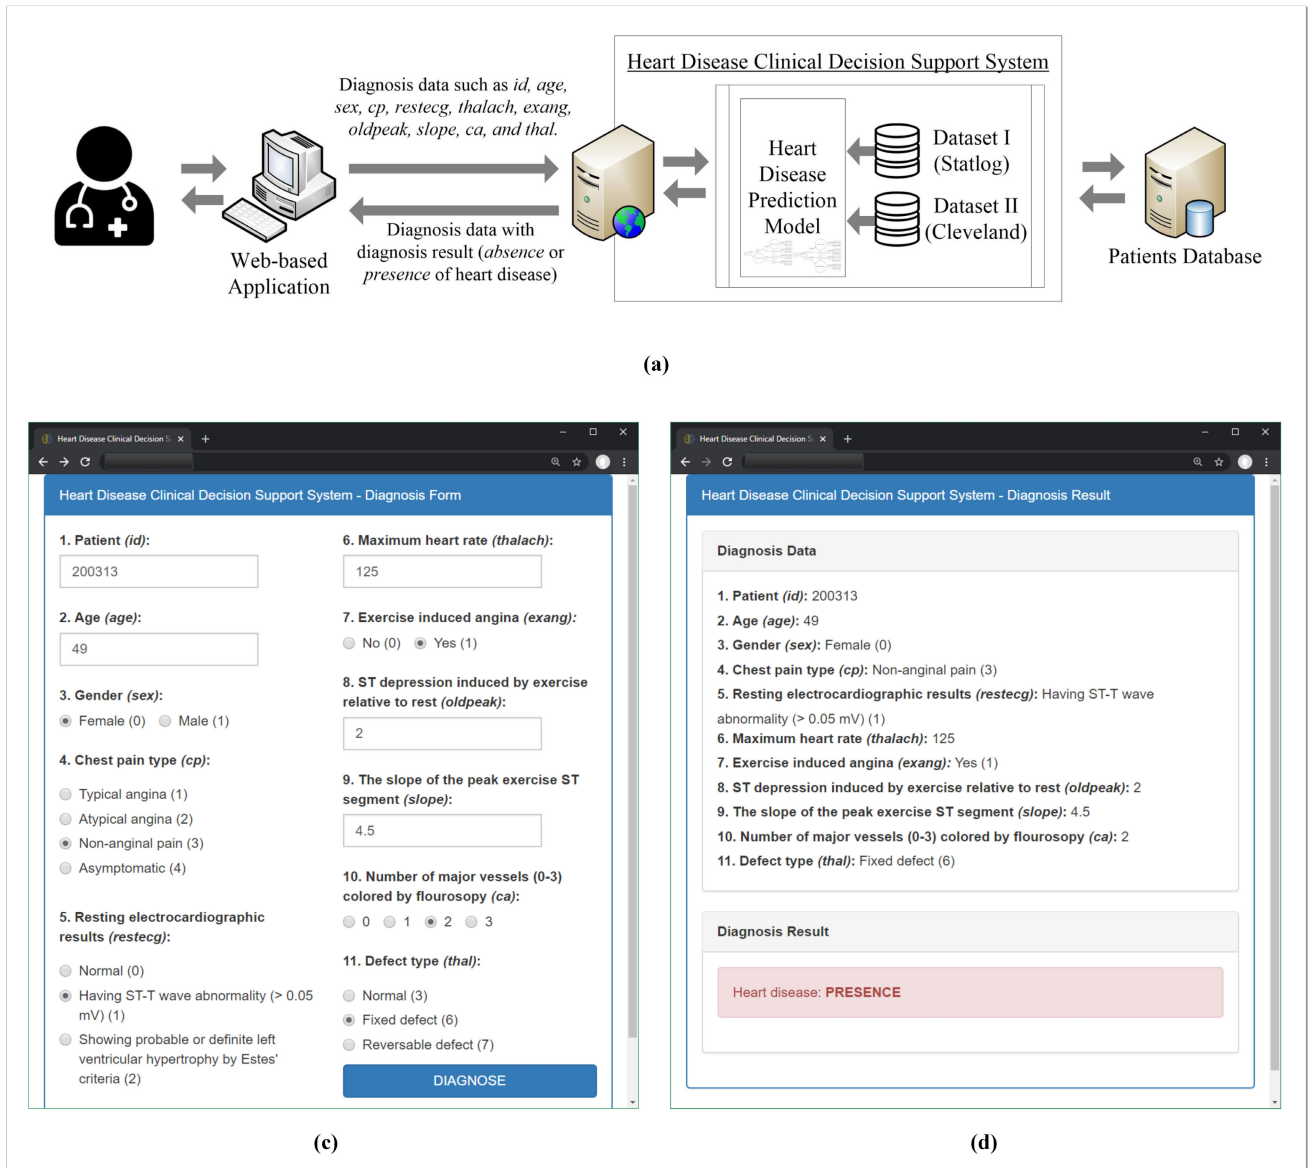 Heart Disease Clinical Decision Support System
Diagnosis data such as id, age,
sex, cp, restecg, thalach, exang,
oldpeak, slope, ca, and thal.
Diagnosis data with
diagnosis result (absence or
presence of heart disease)
Web-based
Application
Heart
Disease
Prediction
Model
Dataset I
(Statlog)
Dataset II
(Cleveland)
Patients Database
(a)
Heart Disease Clinical Decision S
Heart Disease Clinical Decision Support System - Diagnosis Form
1. Patient (id):
200313
2. Age (age):
49
3. Gender (sex):
Female (0) Male (1)
4. Chest pain type (cp):
Typical angina (1)
Atypical angina (2)
Non-anginal pain (3)
Asymptomatic (4)
5. Resting electrocardiographic
results (restecg):
Normal (0)
Having ST-T wave abnormality (> 0.05
mV) (1)
Showing probable or definite left
ventricular hypertrophy by Estes'
criteria (2)
6. Maximum heart rate (thalach):
125
7. Exercise induced angina (exang):
No (0) Yes (1)
8. ST depression induced by exercise
relative to rest (oldpeak):
2
9. The slope of the peak exercise ST
segment (slope):
4.5
10. Number of major vessels (0-3)
colored by flourosopy (ca):
0 1 2 3
11. Defect type (thal):
Normal (3)
Fixed defect (6)
Reversable defect (7)
DIAGNOSE
(c)
Heart Disease Clinical Decision S
Heart Disease Clinical Decision Support System - Diagnosis Result
Diagnosis Data
1. Patient (id): 200313
2. Age (age): 49
3. Gender (sex): Female (0)
4. Chest pain type (cp): Non-anginal pain (3)
5. Resting electrocardiographic results (restecg): Having ST-T wave
abnormality (> 0.05 mV) (1)
6. Maximum heart rate (thalach): 125
7. Exercise induced angina (exang): Yes (1)
8. ST depression induced by exercise relative to rest (oldpeak): 2
9. The slope of the peak exercise ST segment (slope): 4.5
10. Number of major vessels (0-3) colored by flourosopy (ca): 2
11. Defect type (thal): Fixed defect (6)
Diagnosis Result
Heart disease: PRESENCE
(d)